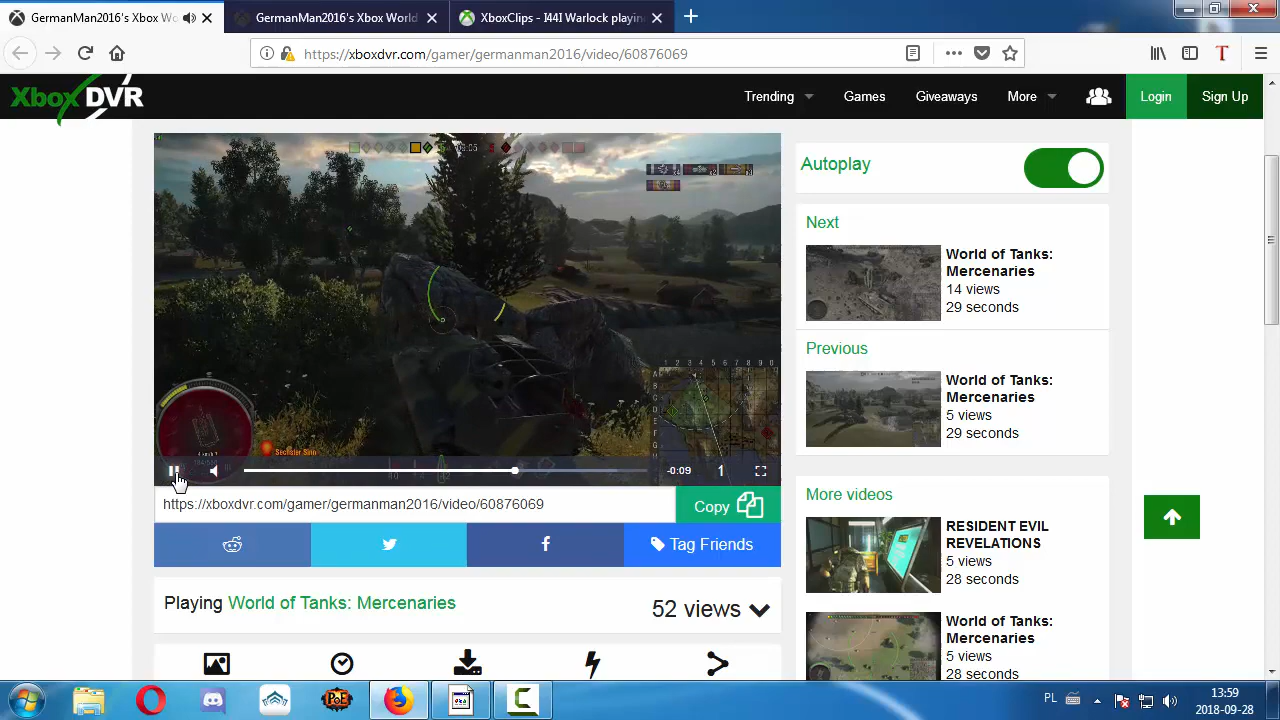 GermanMan2016's Xbox Wo
GermanMan2016's Xbox World
XboxClips - I44I Warlock playin
https://xboxdvr.com/gamer/germanman2016/video/60876069
XboxDVR
Trending
Games
Giveaways
More
Login
Sign Up
Autoplay
Next
World of Tanks:
Mercenaries
14 views
29 seconds
Previous
World of Tanks:
Mercenaries
5 views
29 seconds
Sechster Sinn
-0:09
1
https://xboxdvr.com/gamer/germanman2016/video/60876069
Copy
Tag Friends
More videos
RESIDENT EVIL
REVELATIONS
5 views
28 seconds
Playing World of Tanks: Mercenaries
52 views
World of Tanks:
Mercenaries
5 views
28 seconds
PL
13:59
2018-09-28